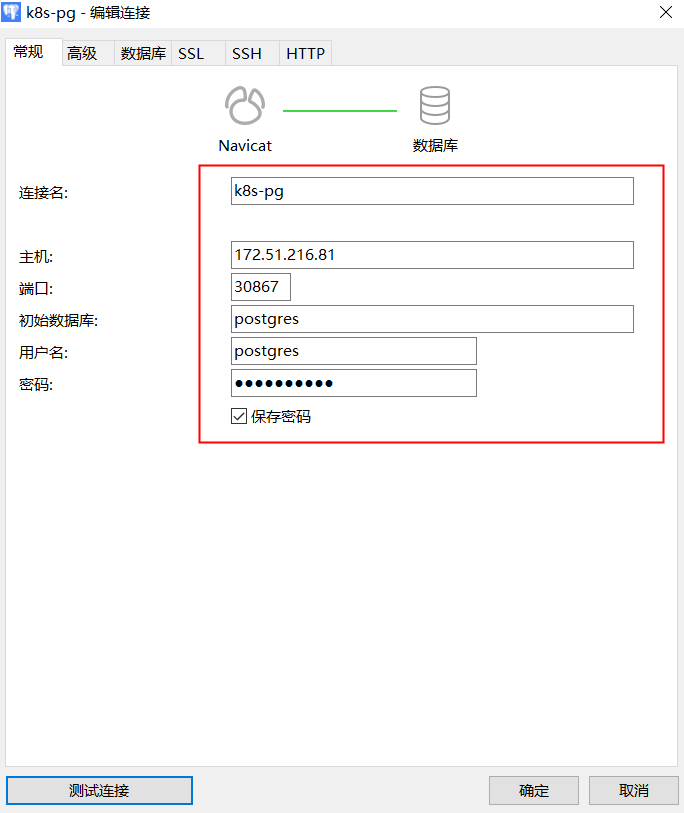 k8s-pg - 编辑连接
常规 高级 数据库 SSL SSH HTTP
Navicat 数据库
连接名: k8s-pg
主机: 172.51.216.81
端口: 30867
初始数据库: postgres
用户名: postgres
密码: ●●●●●●●●●●
保存密码
测试连接 确定 取消